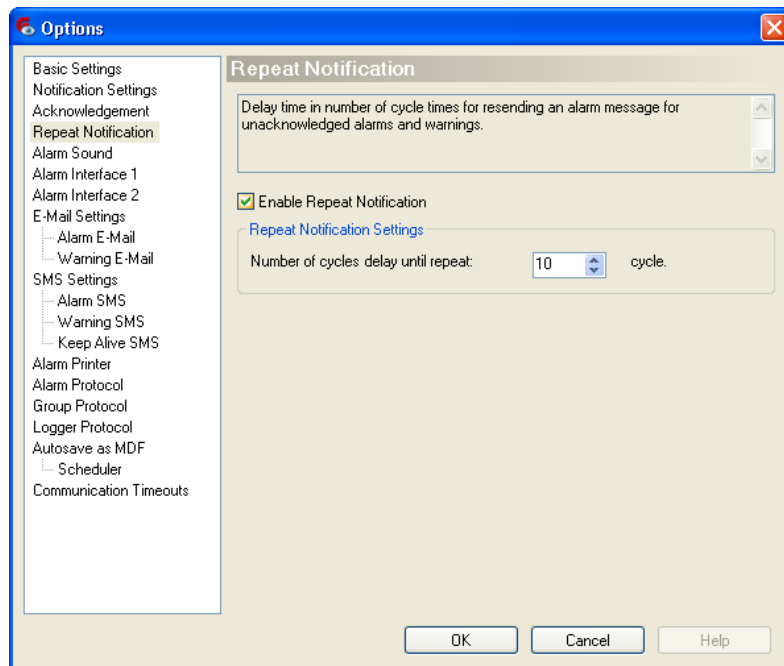 Options
Basic Settings
Notification Settings
Acknowledgement
Repeat Notification
Alarm Sound
Alarm Interface 1
Alarm Interface 2
E-Mail Settings
Alarm E-Mail
Warning E-Mail
SMS Settings
Alarm SMS
Warning SMS
Keep Alive SMS
Alarm Printer
Alarm Protocol
Group Protocol
Logger Protocol
Autosave as MDF
Scheduler
Communication Timeouts
Repeat Notification
Delay time in number of cycle times for resending an alarm message for
unacknowledged alarms and warnings.
Enable Repeat Notification
Repeat Notification Settings
Number of cycles delay until repeat: 10 cycle.
OK Cancel Help